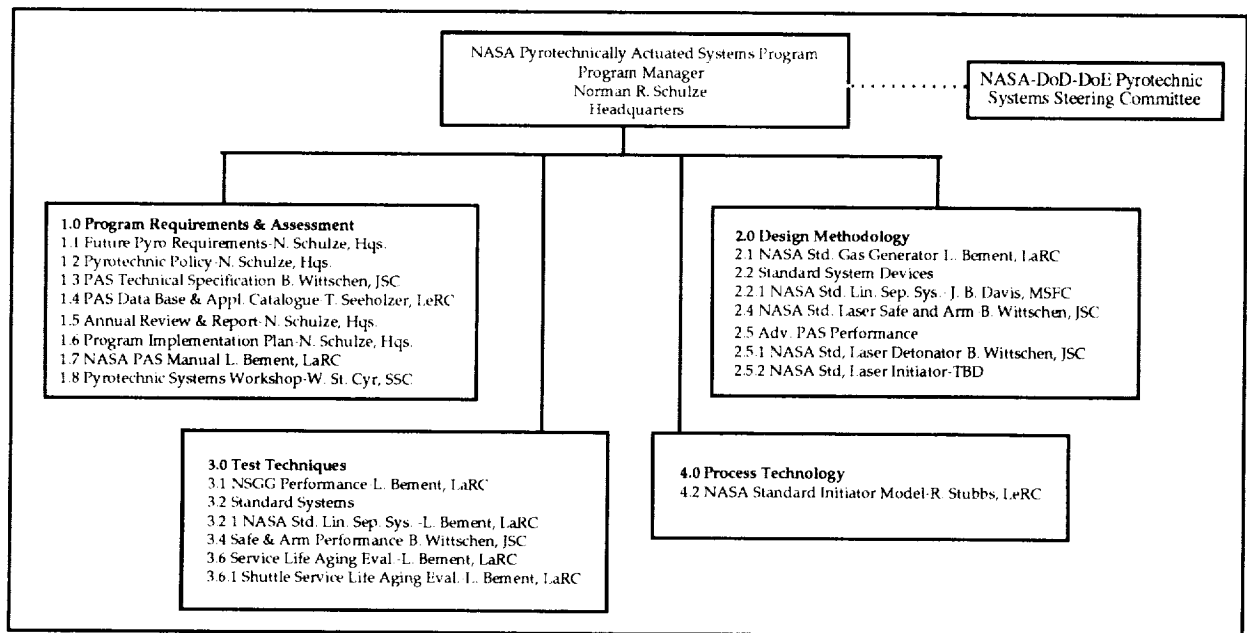 NASA Pyrotechnically Actuated Systems Program
Program Manager
Norman R. Schulze
Headquarters
NASA-DoD-DoE Pyrotechnic
Systems Steering Committee
1.0 Program Requirements & Assessment
1.1 Future Pyro Requirements-N. Schulze, Hqs.
1 2 Pyrotechnic Policy-N. Schulze, Hqs.
1 3 PAS Technical Specification B. Wittschen, JSC
1.4 PAS Data Base & Appl. Catalogue T. Seeholzer, LeRC
1.5 Annual Review & Report-N. Schulze, Hqs.
1.6 Program Implementation Plan-N. Schulze, Hqs.
1.7 NASA PAS Manual L. Bement, LaRC
1.8 Pyrotechnic Systems Workshop-W. St. Cyr, SSC
2.0 Design Methodology
2.1 NASA Std. Gas Generator L. Bement, LaRC
2.2 Standard System Devices
2.2.1 NASA Std. Lin. Sep. Sys. - J. B. Davis, MSFC
2.4 NASA Std. Laser Safe and Arm B. Wittschen, JSC
2.5 Adv. PAS Performance
2.5.1 NASA Std, Laser Detonator B. Wittschen, JSC
2.5.2 NASA Std, Laser Initiator-TBD
3.0 Test Techniques
3.1 NSGG Performance-L. Bement, LaRC
3.2 Standard Systems
3.2 1 NASA Std. Lin. Sep. Sys. -L. Bement, LaRC
3.4 Safe & Arm Performance B. Wittschen, JSC
3.6 Service Life Aging Eval.-L. Bement, LaRC
3.6.1 Shuttle Service Life Aging Eval.-L. Bement, LaRC
4.0 Process Technology
4.2 NASA Standard Initiator Model-R. Stubbs, LeRC